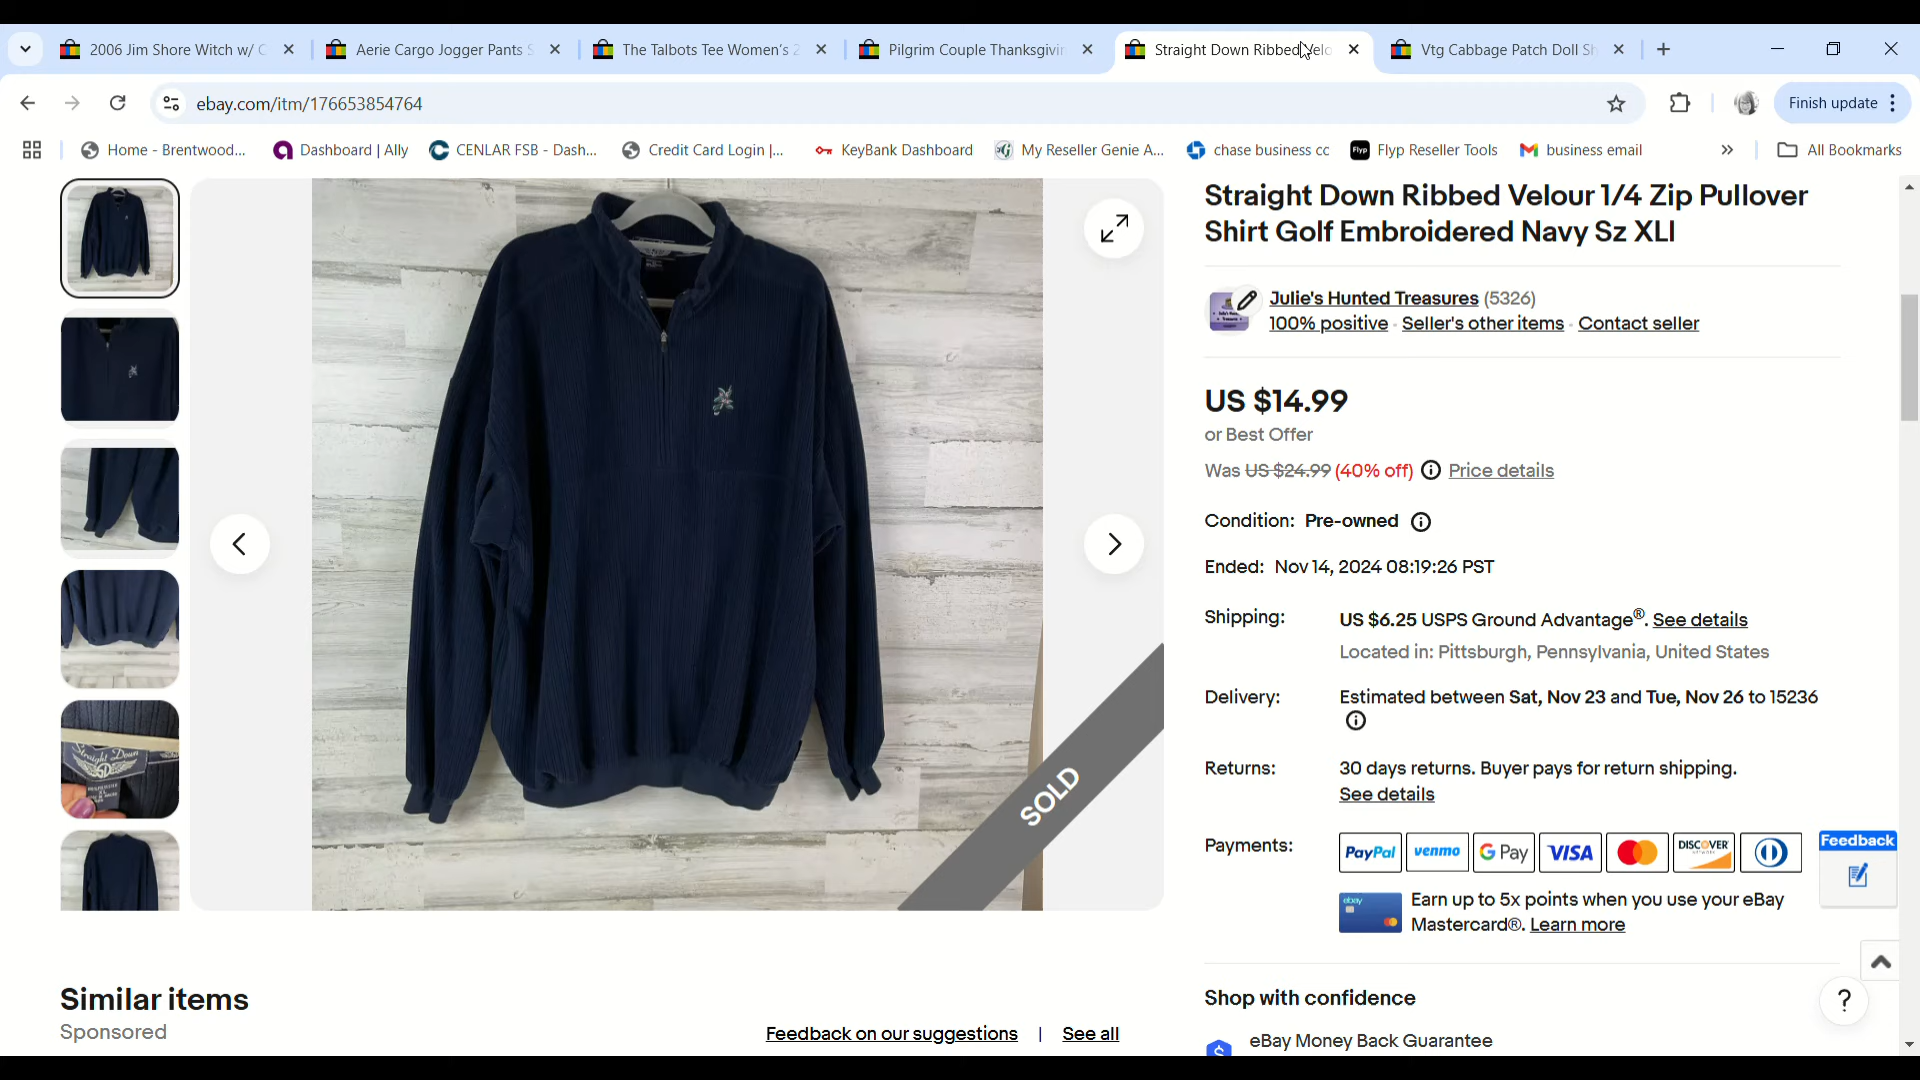 2006 Jim Shore Witch w/ C
Aerie Cargo Jogger Pants S
The Talbots Tee Women's 2
Pilgrim Couple Thanksgivin
Straight Down Ribbed Velo
Vtg Cabbage Patch Doll Sh
ebay.com/itm/176653854764
Finish update
Home - Brentwood...
Dashboard | Ally
CENLAR FSB - Dash...
Credit Card Login |...
KeyBank Dashboard
My Reseller Genie A...
chase business cc
Flyp
Flyp Reseller Tools
business email
All Bookmarks
Straight Down
SD
SOLD
Straight Down Ribbed Velour 1/4 Zip Pullover
Shirt Golf Embroidered Navy Sz XLI
Julie's Hunted Treasures (5326)
100% positive · Seller's other items · Contact seller
US $14.99
or Best Offer
Was US $24.99 (40% off) Price details
Condition: Pre-owned
Ended: Nov 14, 2024 08:19:26 PST
Shipping: US $6.25 USPS Ground Advantage®. See details
Located in: Pittsburgh, Pennsylvania, United States
Delivery: Estimated between Sat, Nov 23 and Tue, Nov 26 to 15236
Returns: 30 days returns. Buyer pays for return shipping.
See details
Payments: PayPal venmo G Pay VISA DISCOVER
Feedback
ebay
Earn up to 5x points when you use your eBay
Mastercard®. Learn more
Shop with confidence
eBay Money Back Guarantee
Similar items
Sponsored
Feedback on our suggestions | See all